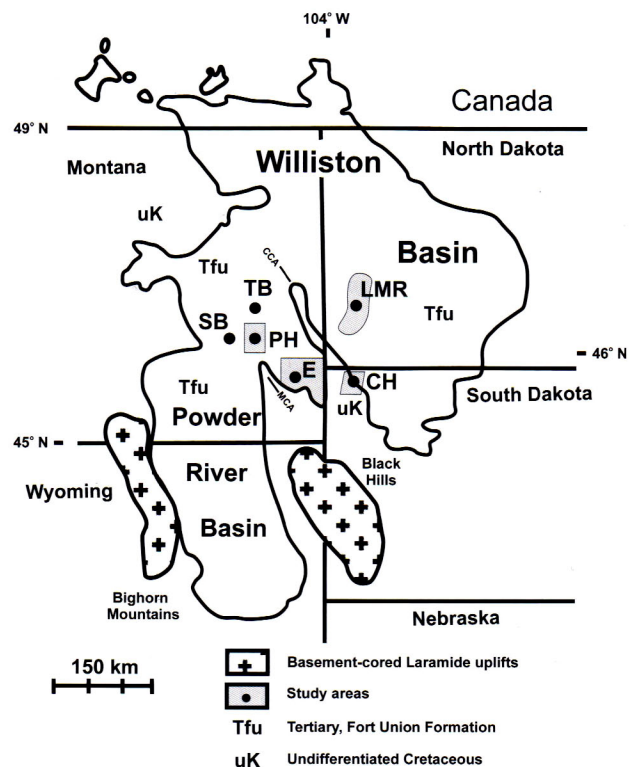 104° W
Canada
49° N
Montana
Williston
North Dakota
uK
Basin
Tfu
CCA
TB
LMR
SB
PH
Tfu
46° N
E
CH
Tfu
MCA
uK
South Dakota
Powder
45° N
River
Black
Hills
Wyoming
Basin
Bighorn
Mountains
Nebraska
150 km
Basement-cored Laramide uplifts
Study areas
Tfu Tertiary, Fort Union Formation
uK Undifferentiated Cretaceous